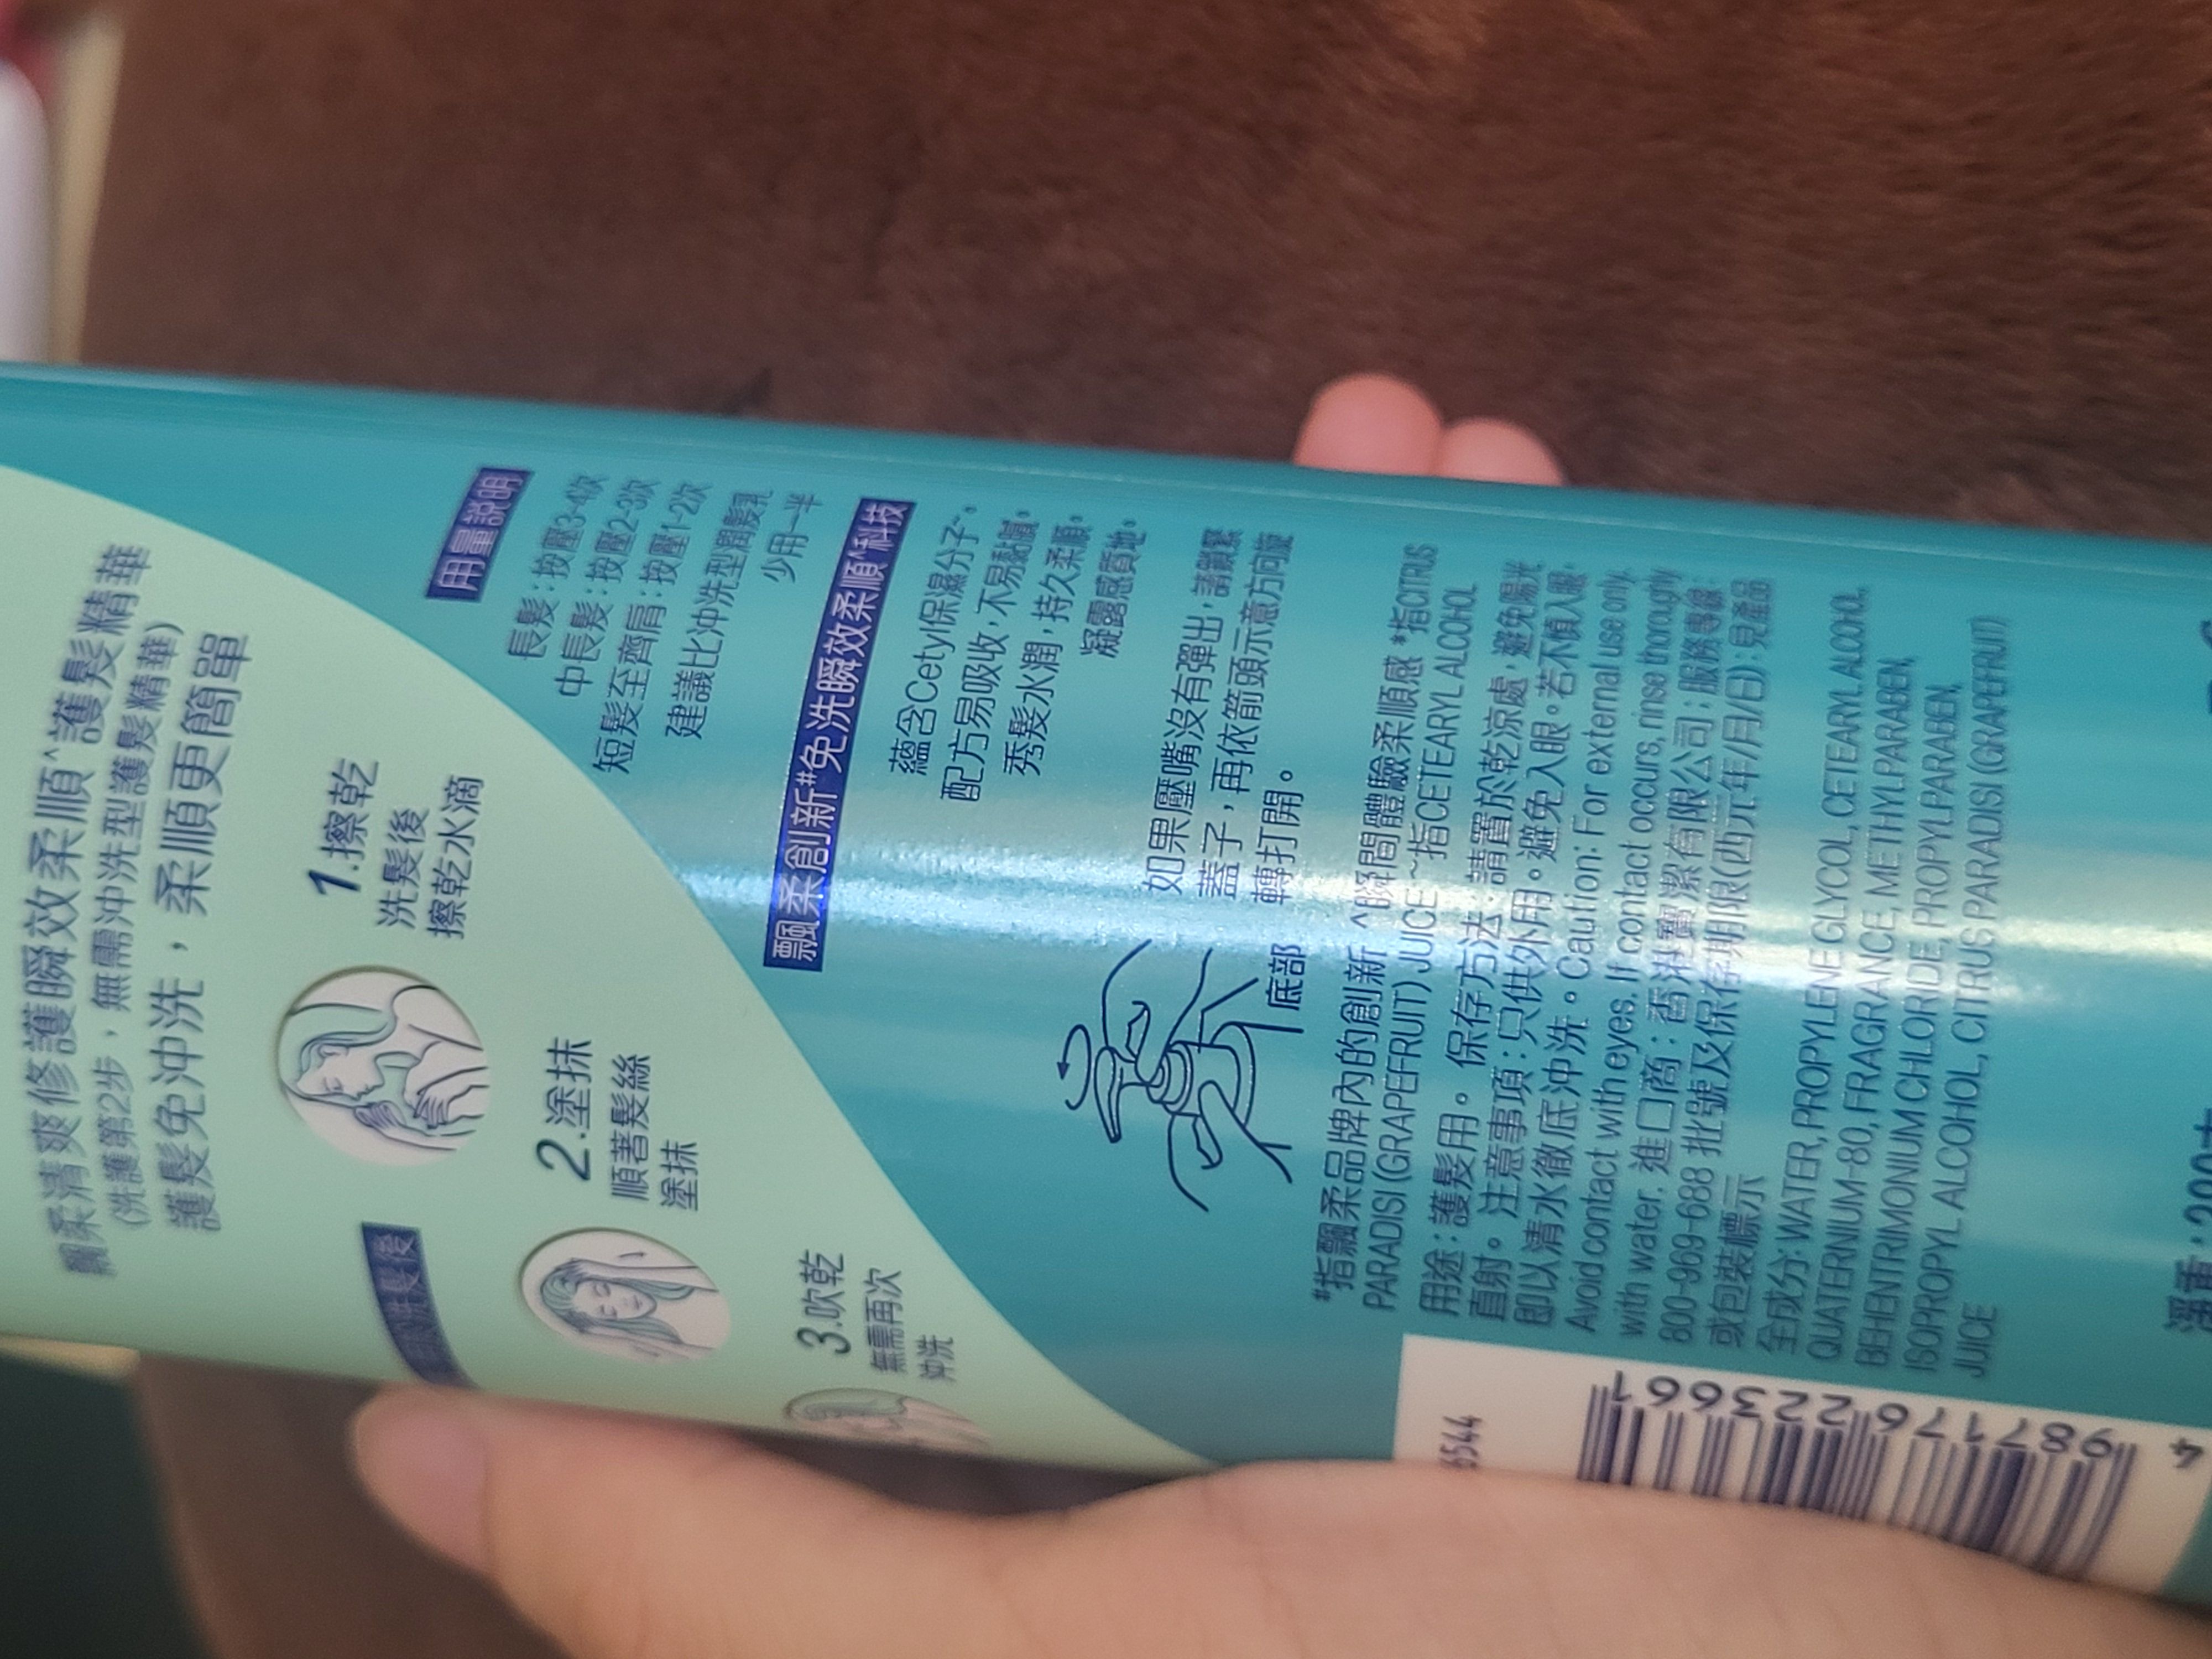 飄柔清爽修護瞬效柔順^護髮精華
(洗護第2步，無需沖洗型護髮精華)
護髮免沖洗，柔順更簡單
洗髮後
1.擦乾
洗髮後
擦乾水滴
2.塗抹
順著髮絲
塗抹
3.吹乾
無需再次
沖洗
用量說明
長髮：按壓3-4次
中長髮：按壓2-3次
短髮至齊肩：按壓1-2次
建議比沖洗型潤髮乳
少用一半
飄柔創新#免洗瞬效柔順^科技
蘊含Cetyl保濕分子~。
配方易吸收，不易黏膩。
秀髮水潤，持久柔順。
凝露感質地。
如果壓嘴沒有彈出，請鎖緊
蓋子，再依箭頭示意方向旋
轉打開。
底部
#指飄柔品牌內的創新 ^瞬間體驗柔順感 *指CITRUS
PARADISI (GRAPEFRUIT) JUICE ~指CETEARYL ALCOHOL
用途：護髮用。保存方法：請置於乾涼處，避免陽光
直射。注意事項：只供外用。避免入眼。若不慎入眼，
即以清水徹底沖洗。Caution: For external use only.
Avoid contact with eyes. If contact occurs, rinse thoroughly
with water. 進口商：香港寶潔有限公司；服務專線：
800-969-688 批號及保存期限(西元年/月/日)：見產品
或包裝標示
全成分: WATER, PROPYLENE GLYCOL, CETEARYL ALCOHOL,
QUATERNIUM-80, FRAGRANCE, METHYLPARABEN,
BEHENTRIMONIUM CHLORIDE, PROPYLPARABEN,
ISOPROPYL ALCOHOL, CITRUS PARADISI (GRAPEFRUIT)
JUICE
6544
4 987176 223661